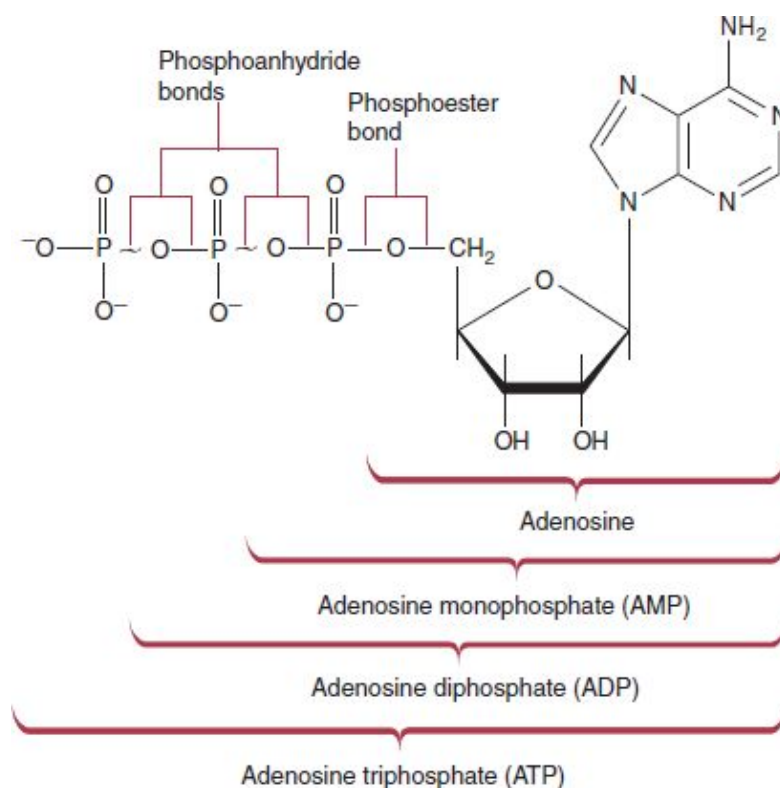 NH2
Phosphoanhydride
bonds
Phosphoester
bond
N
N
O O O
N
N
⁻O—P~O—P~O—P—O—CH2
O
O⁻ O⁻ O⁻
OH OH
Adenosine
Adenosine monophosphate (AMP)
Adenosine diphosphate (ADP)
Adenosine triphosphate (ATP)